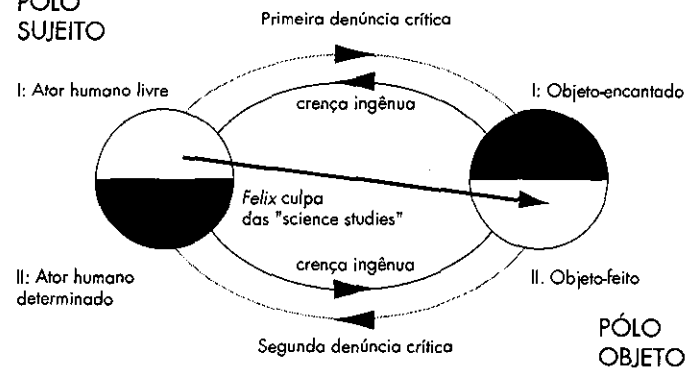 PÓLO
SUJEITO
Primeira denúncia crítica
I: Ator humano livre
crença ingênua
I: Objeto-encantado
Felix culpa
das "science studies"
II: Ator humano
determinado
crença ingênua
II. Objeto-feito
Segunda denúncia crítica
PÓLO
OBJETO